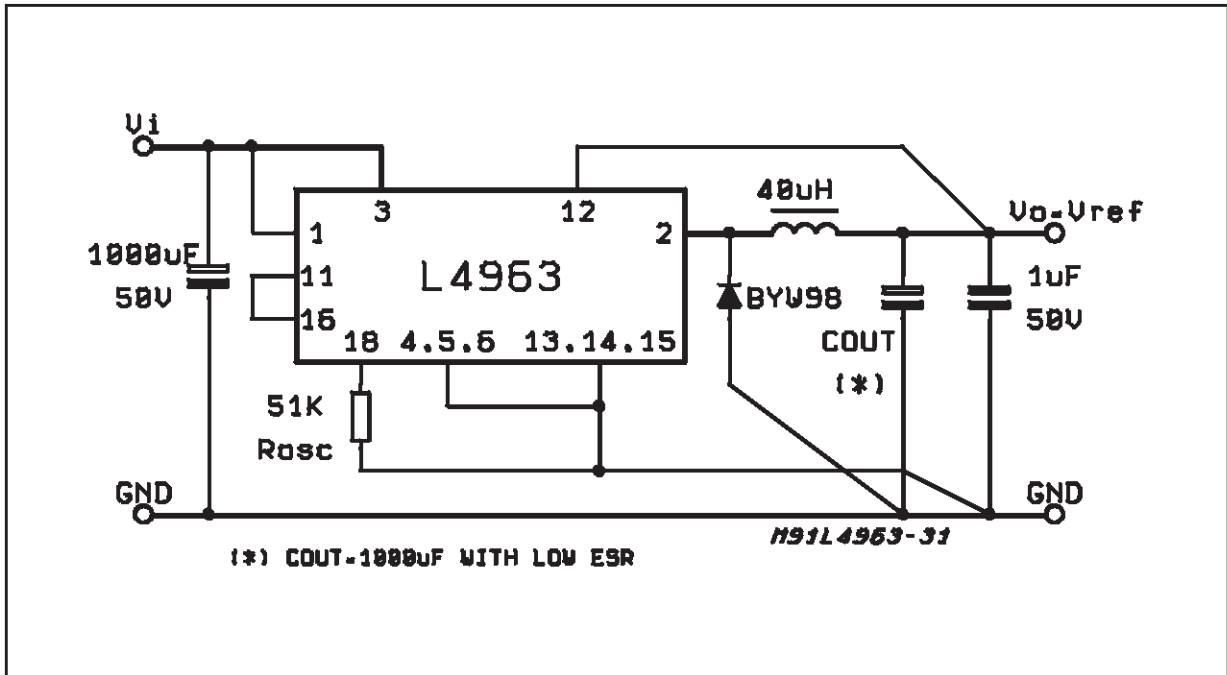 Vi
3
12
40uH
2
Vo=Vref
1
1000uF
50V
11
L4963
16
BYW98
1uF
50V
18
4.5.6
13.14.15
COUT
(*)
51K
Rosc
GND
GND
M91L4963-31
(*) COUT=1000uF WITH LOW ESR